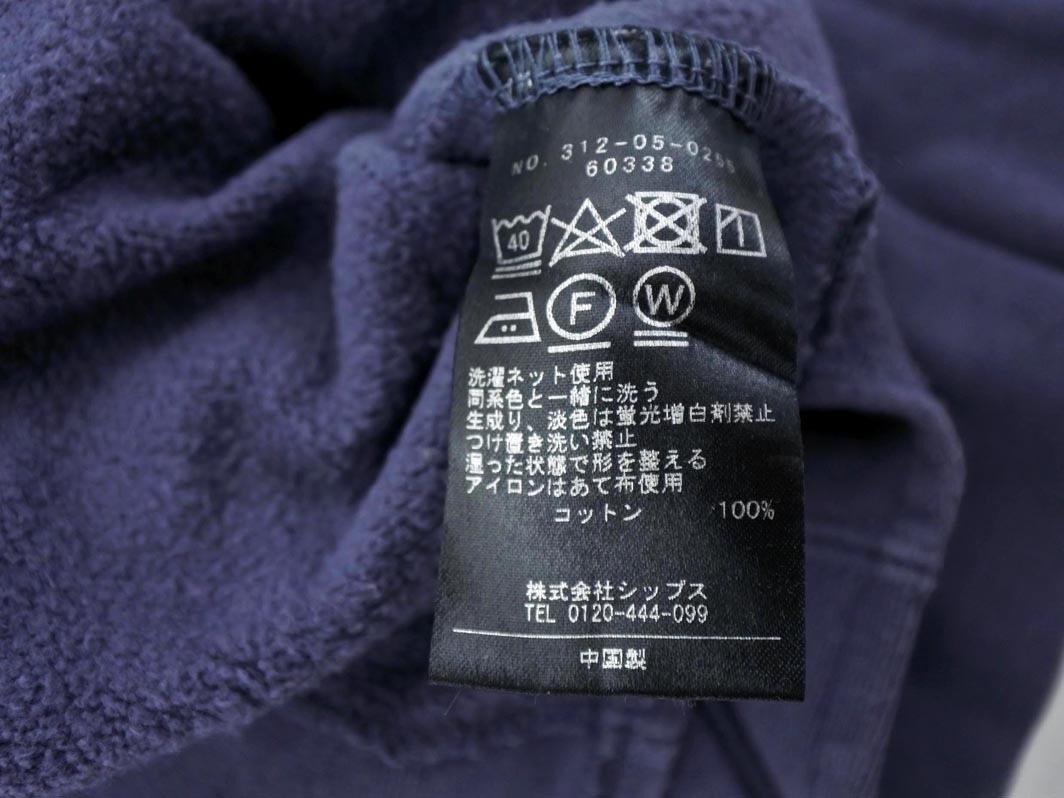 NO. 312-05-0255
60338
40
F W
洗濯ネット使用
同系色と一緒に洗う
生成り、淡色は蛍光増白剤禁止
つけ置き洗い禁止
湿った状態で形を整える
アイロンはあて布使用
コットン 100%
株式会社シップス
TEL 0120-444-099
中国製